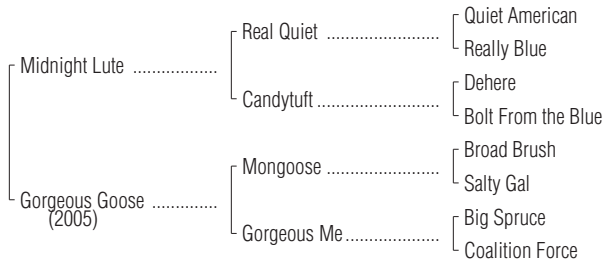 Quiet American
Real Quiet ........................
Really Blue
Midnight Lute ..................
Dehere
Candytuft ..........................
Bolt From the Blue
Broad Brush
Mongoose ........................
Salty Gal
Gorgeous Goose ..............
(2005)
Big Spruce
Gorgeous Me ....................
Coalition Force